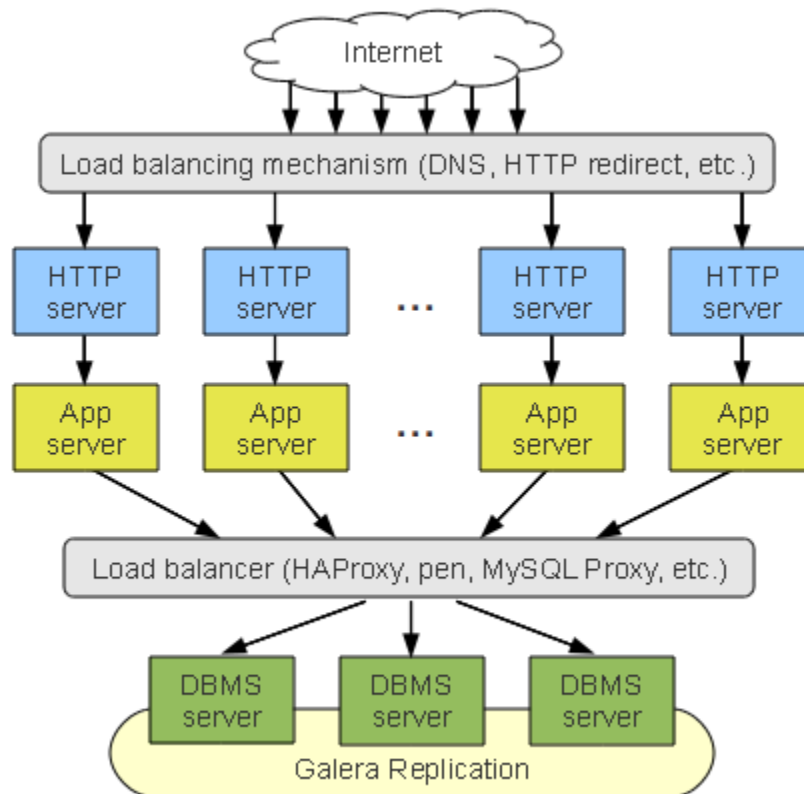 Internet
Load balancing mechanism (DNS, HTTP redirect, etc.)
HTTP server
HTTP server
...
HTTP server
HTTP server
App server
App server
...
App server
App server
Load balancer (HAProxy, pen, MySQL Proxy, etc.)
DBMS server
DBMS server
DBMS server
Galera Replication